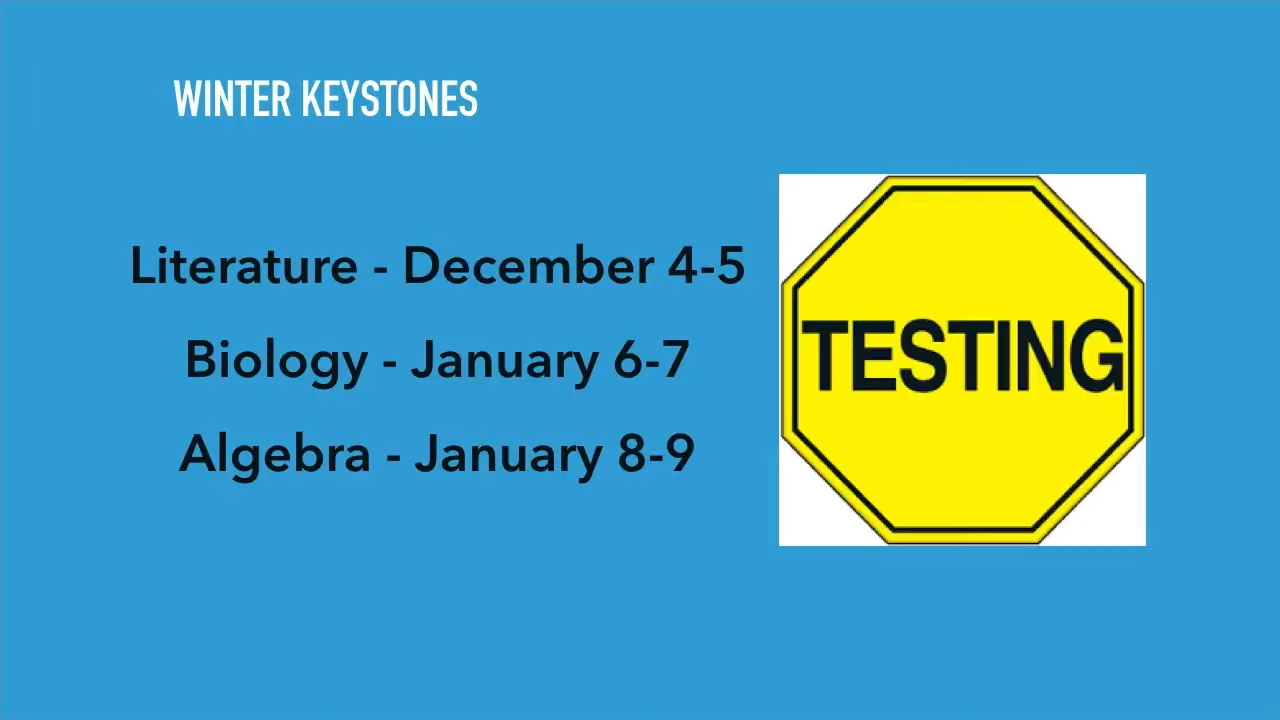 WINTER KEYSTONES
Literature - December 4-5
Biology - January 6-7
Algebra - January 8-9
TESTING